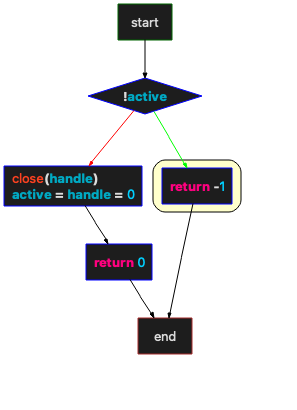 start
!active
close(handle)
active = handle = 0
return -1
return 0
end